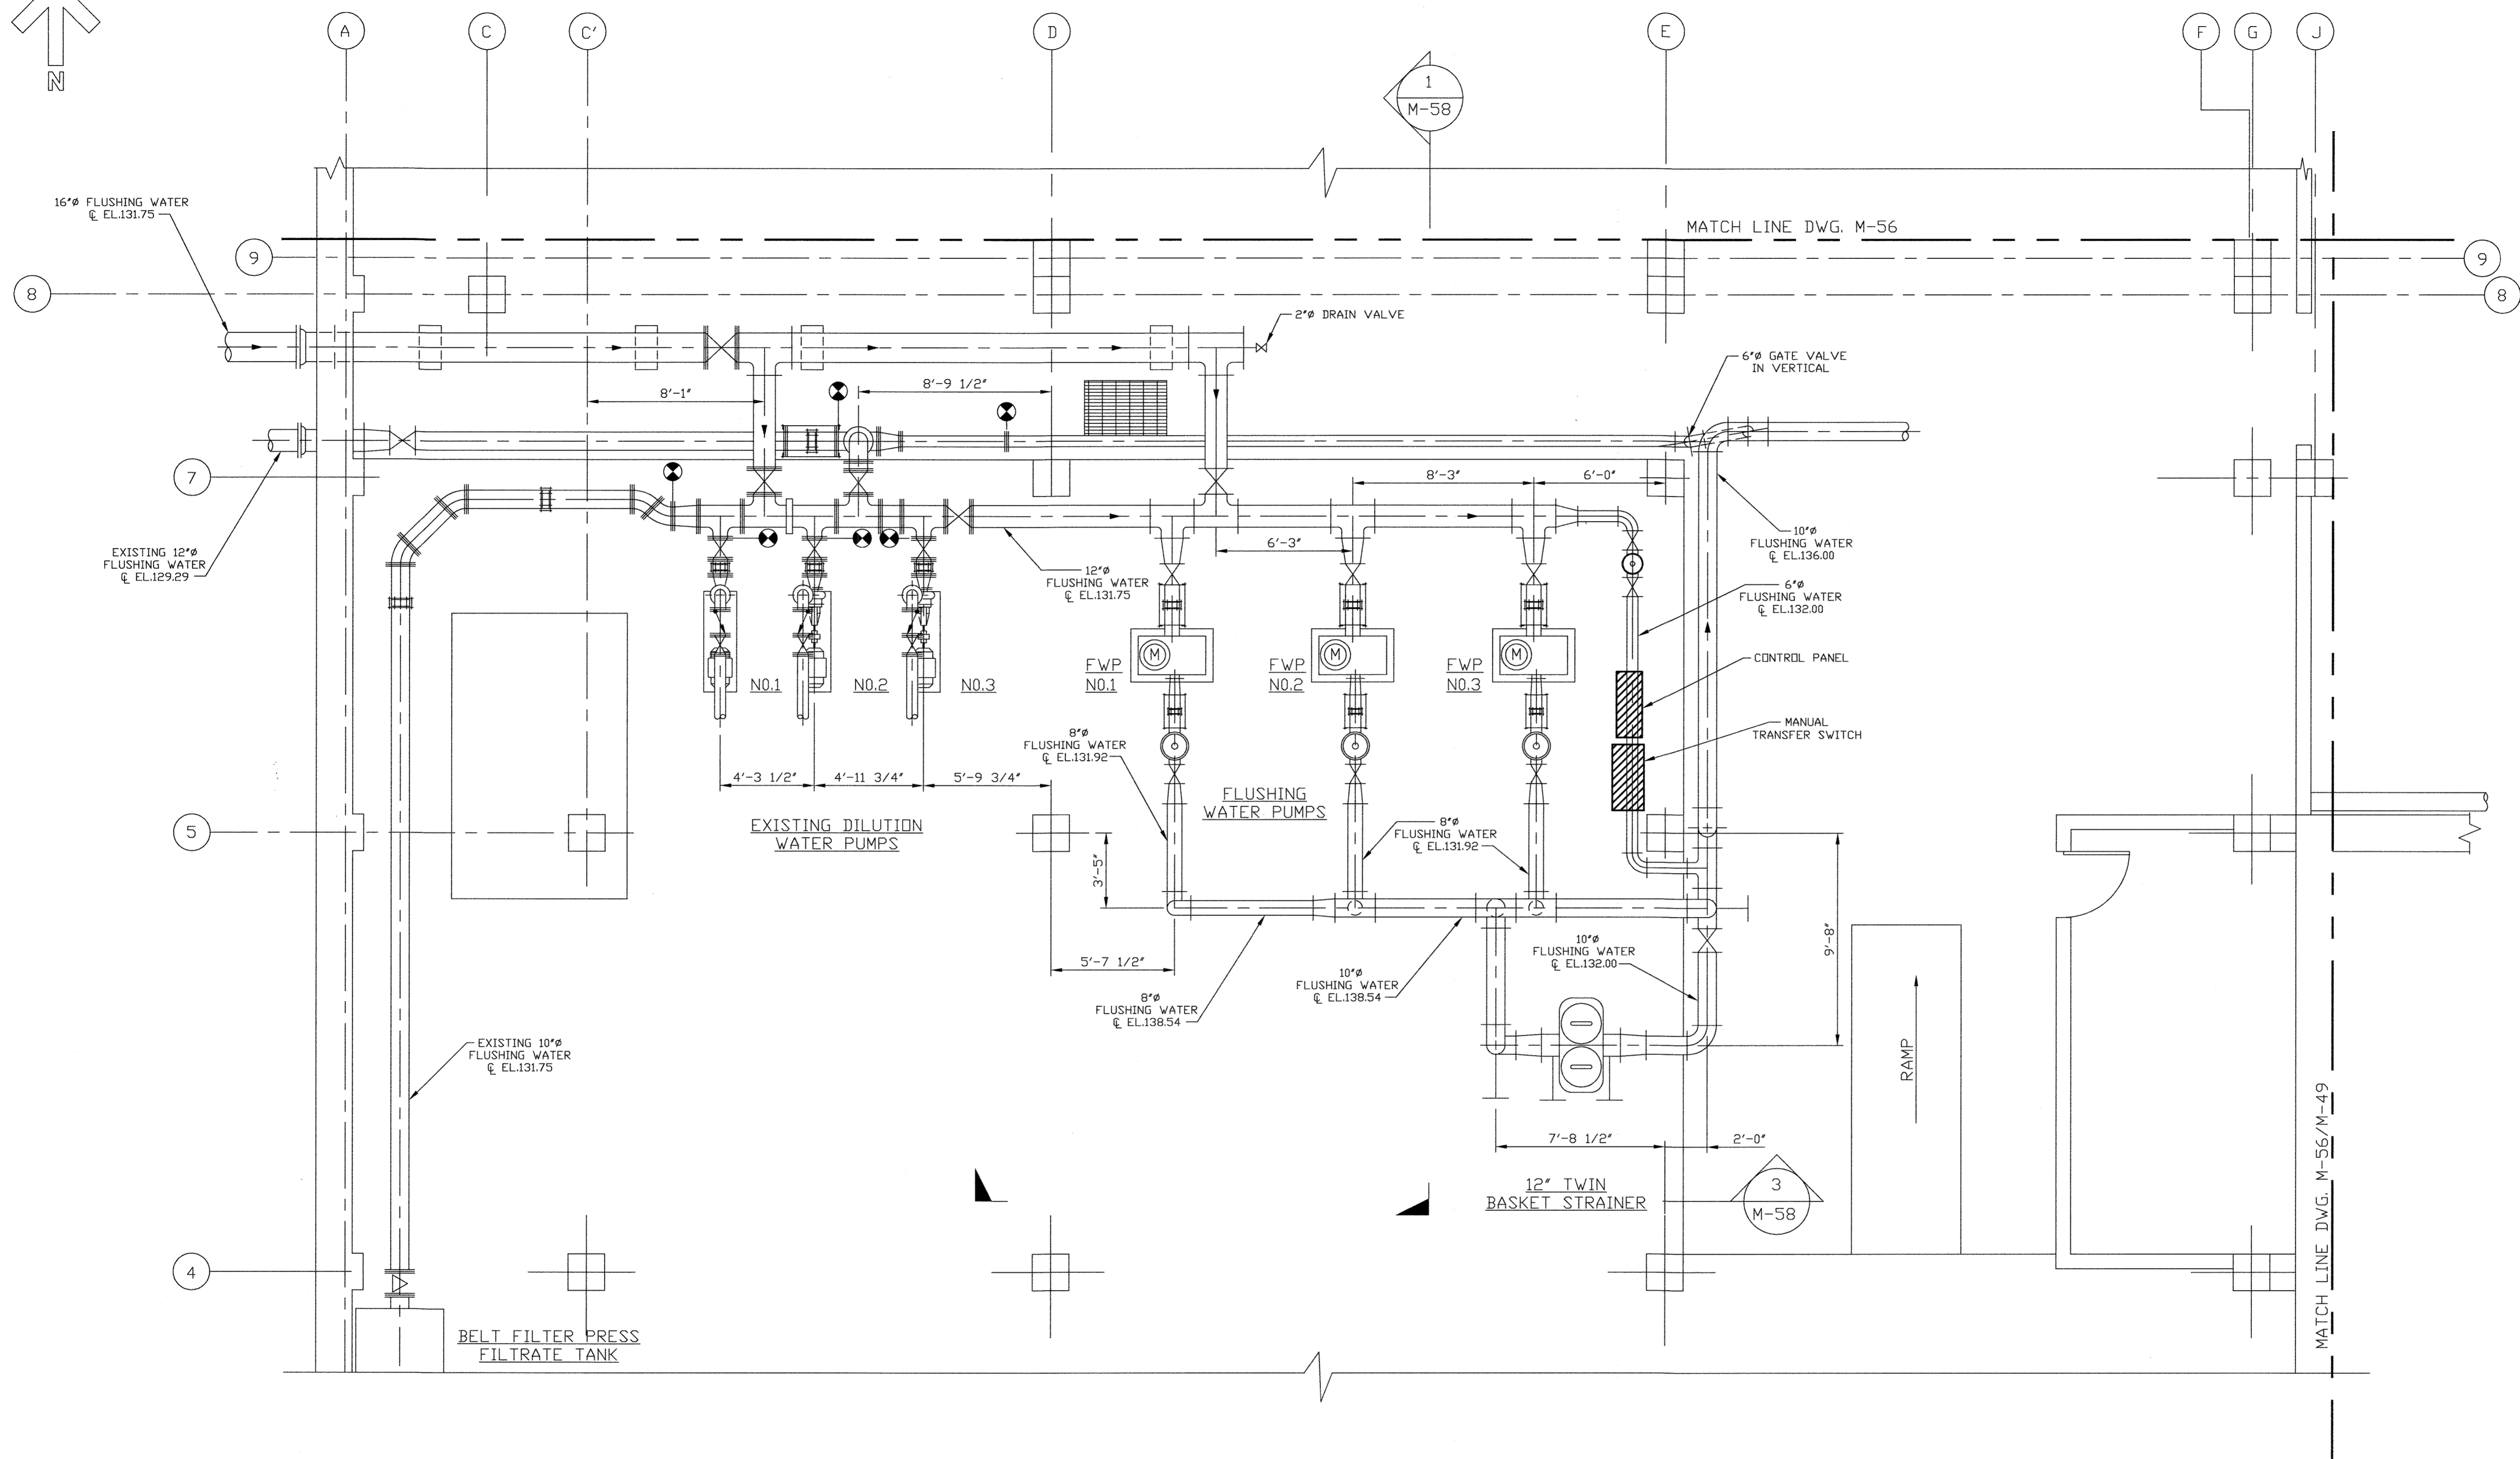 N
A
C
C'
D
E
F
G
J
1
M-58
16"Ø FLUSHING WATER
℄ EL.131.75
MATCH LINE DWG. M-56
9
9
8
8
2"Ø DRAIN VALVE
6"Ø GATE VALVE
IN VERTICAL
8'-1"
8'-9 1/2"
7
8'-3"
6'-0"
EXISTING 12"Ø
FLUSHING WATER
℄ EL.129.29
6'-3"
10"Ø
FLUSHING WATER
℄ EL.136.00
12"Ø
FLUSHING WATER
℄ EL.131.75
6"Ø
FLUSHING WATER
℄ EL.132.00
M
M
M
CONTROL PANEL
NO.1
NO.2
NO.3
FWP
NO.1
FWP
NO.2
FWP
NO.3
MANUAL
TRANSFER SWITCH
8"Ø
FLUSHING WATER
℄ EL.131.92
4'-3 1/2"
4'-11 3/4"
5'-9 3/4"
FLUSHING
WATER PUMPS
5
EXISTING DILUTION
WATER PUMPS
8"Ø
FLUSHING WATER
℄ EL.131.92
3'-5"
9'-8"
5'-7 1/2"
10"Ø
FLUSHING WATER
℄ EL.132.00
10"Ø
FLUSHING WATER
℄ EL.138.54
8"Ø
FLUSHING WATER
℄ EL.138.54
EXISTING 10"Ø
FLUSHING WATER
℄ EL.131.75
RAMP
7'-8 1/2"
2'-0"
12" TWIN
BASKET STRAINER
3
M-58
MATCH LINE DWG. M-56/M-49
4
BELT FILTER PRESS
FILTRATE TANK